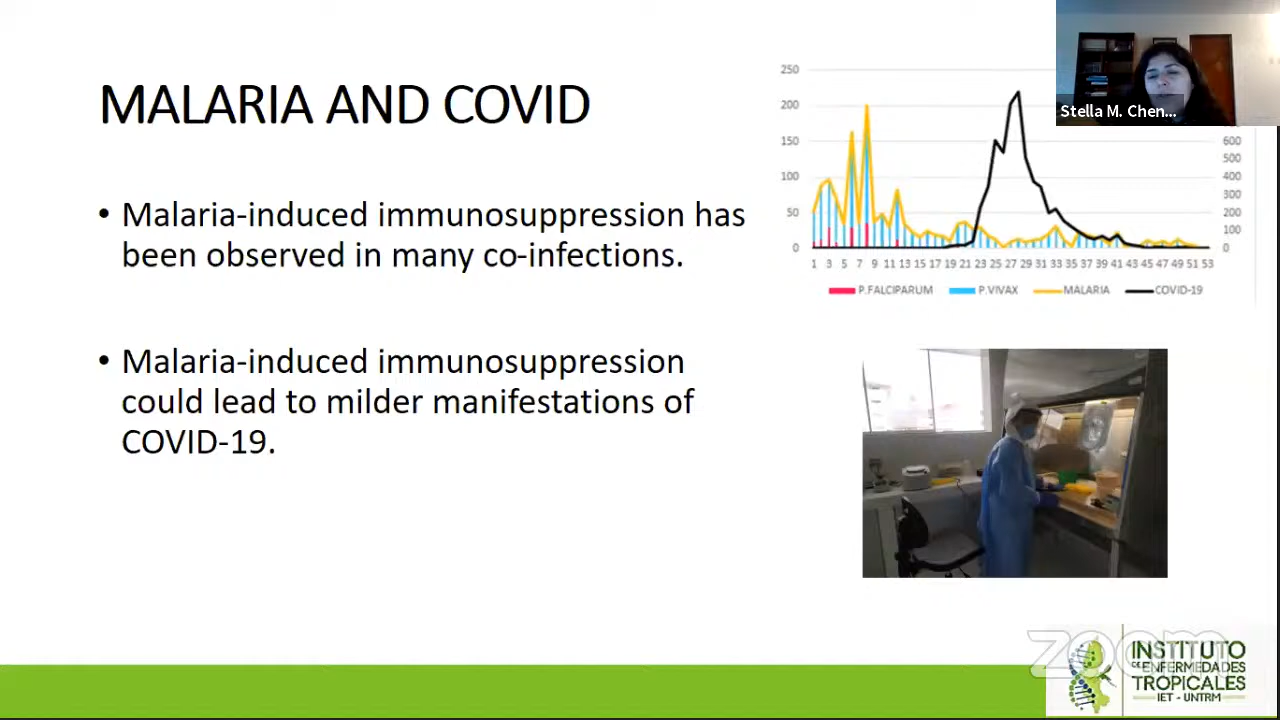 MALARIA AND COVID
• Malaria-induced immunosuppression has
been observed in many co-infections.
• Malaria-induced immunosuppression
could lead to milder manifestations of
COVID-19.
Stella M. Chen...
250
200
150
100
50
0
600
500
400
300
200
100
0
1 3 5 7 9 11 13 15 17 19 21 23 25 27 29 31 33 35 37 39 41 43 45 47 49 51 53
P.FALCIPARUM P.VIVAX MALARIA COVID-19
zoom
INSTITUTO
DE ENFERMEDADES
TROPICALES
IET - UNTRM